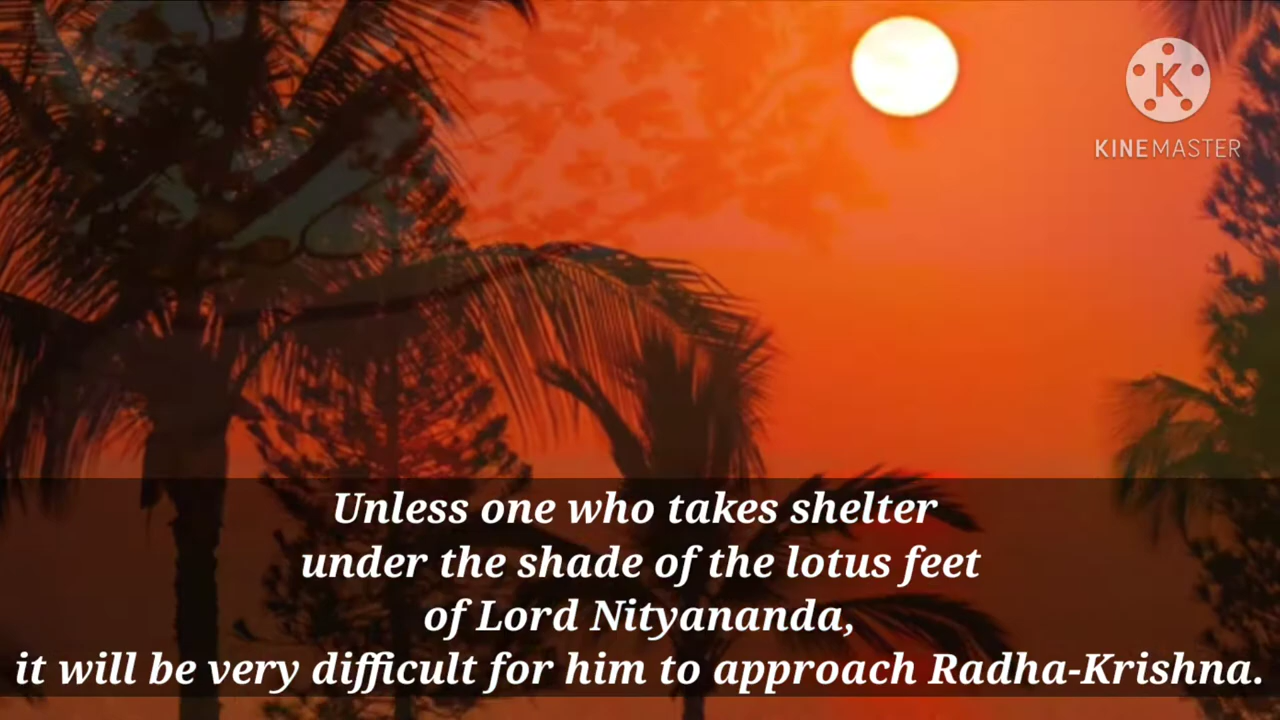 K
KINEMASTER
Unless one who takes shelter
under the shade of the lotus feet
of Lord Nityananda,
it will be very difficult for him to approach Radha-Krishna.